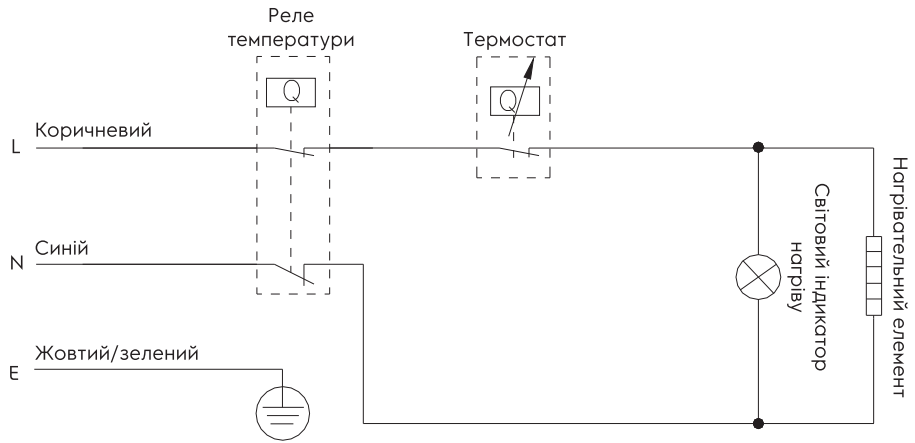 Реле
температури
Термостат
Q
Q
L
Коричневий
N
Синій
E
Жовтий/зелений
Світовий індикатор
нагріву
Нагрівательний елемент